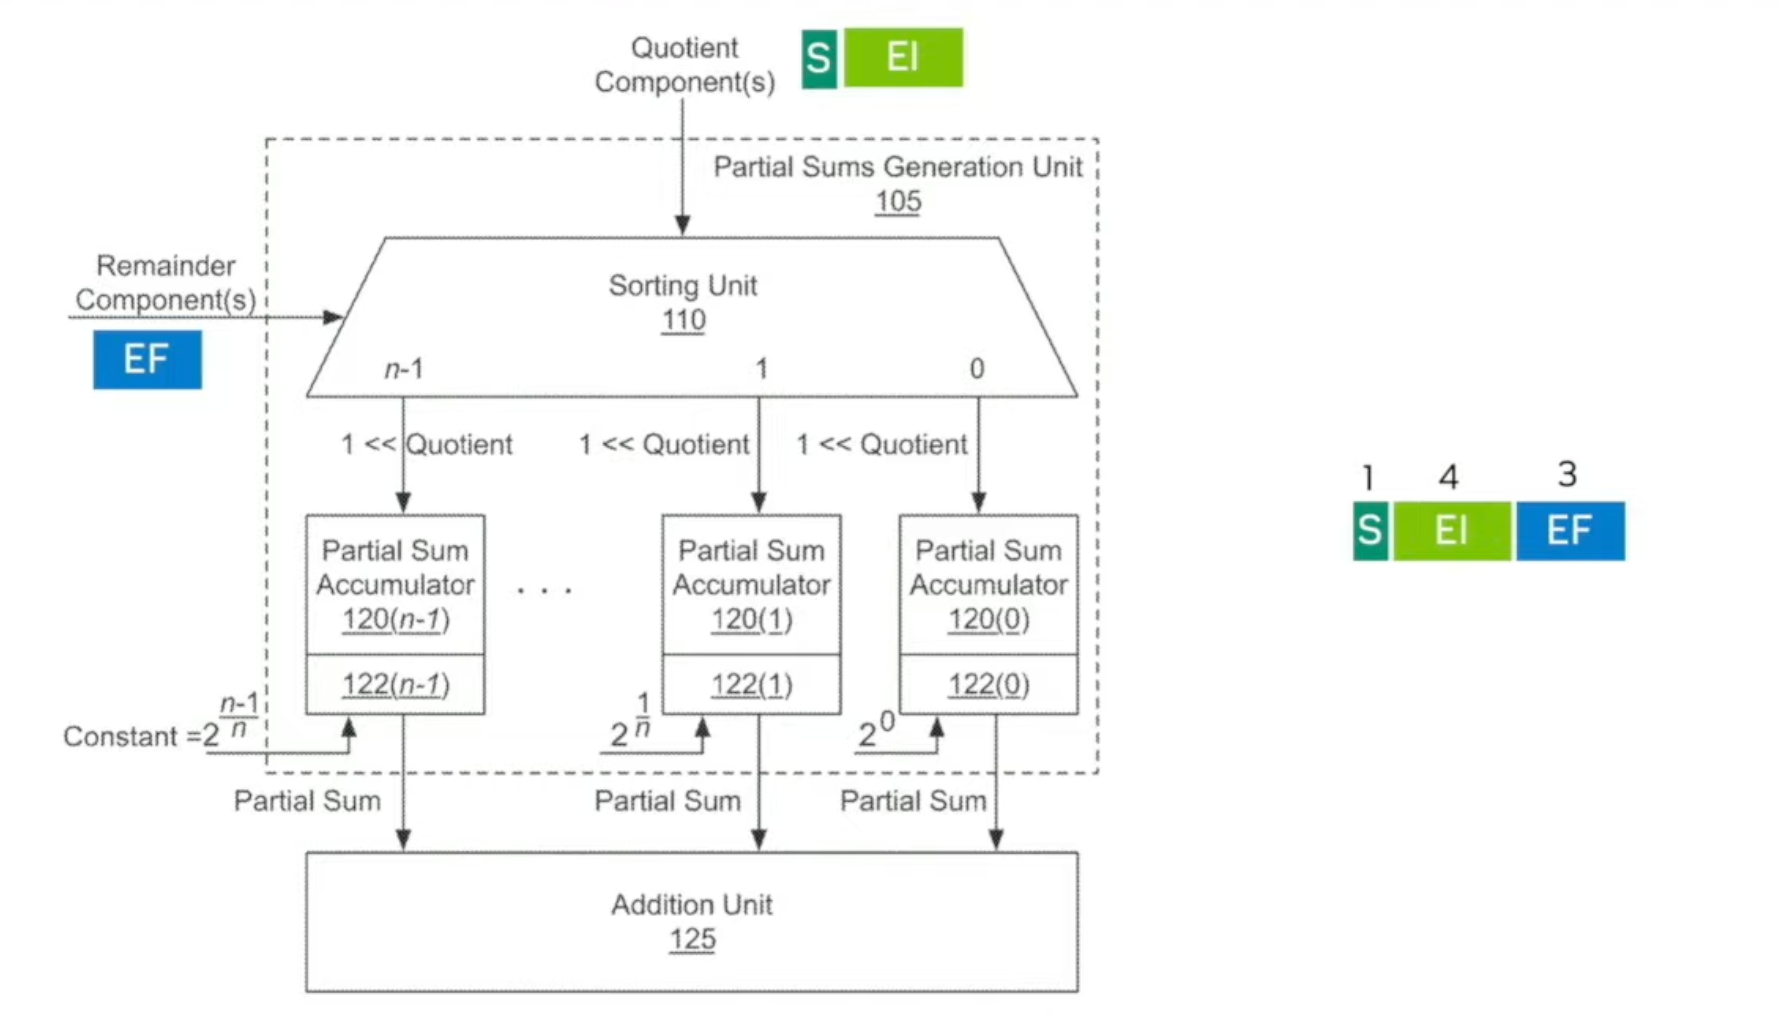 Quotient
Component(s)
S EI
Partial Sums Generation Unit
105
Remainder
Component(s)
EF
Sorting Unit
110
n-1 1 0
1 << Quotient 1 << Quotient 1 << Quotient
1 4 3
S EI EF
Partial Sum
Accumulator
120(n-1)
122(n-1)
. . .
Partial Sum
Accumulator
120(1)
122(1)
Partial Sum
Accumulator
120(0)
122(0)
Constant =2^(n-1/n)
2^(1/n)
2^0
Partial Sum Partial Sum Partial Sum
Addition Unit
125